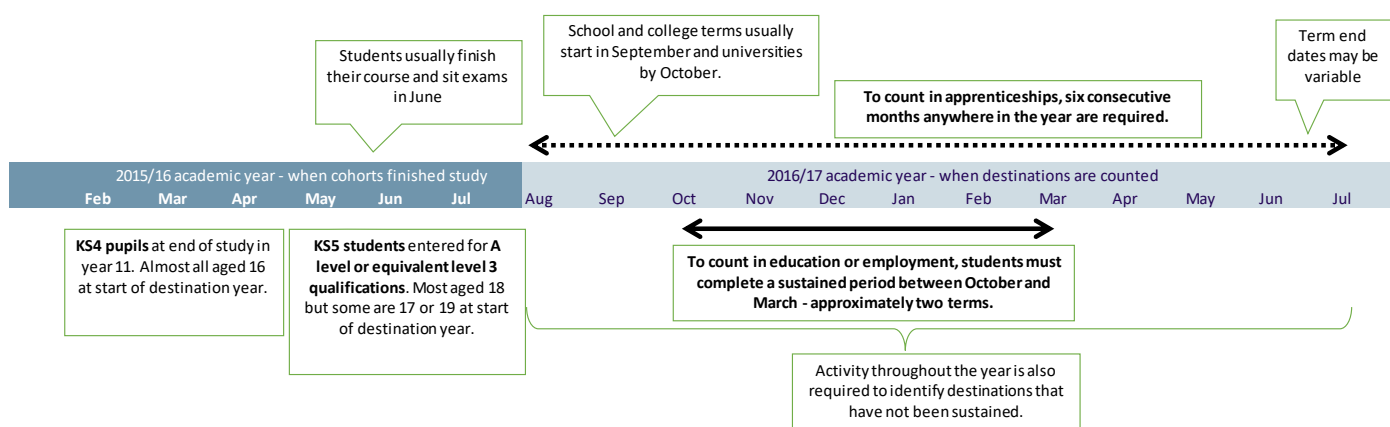 Students usually finish
their course and sit exams
in June
School and college terms usually
start in September and universities
by October.
To count in apprenticeships, six consecutive
months anywhere in the year are required.
Term end
dates may be
variable
2015/16 academic year - when cohorts finished study
2016/17 academic year - when destinations are counted
Feb Mar Apr May Jun Jul Aug Sep Oct Nov Dec Jan Feb Mar Apr May Jun Jul
KS4 pupils at end of study in
year 11. Almost all aged 16
at start of destination year.
KS5 students entered for A
level or equivalent level 3
qualifications. Most aged 18
but some are 17 or 19 at start
of destination year.
To count in education or employment, students must
complete a sustained period between October and
March - approximately two terms.
Activity throughout the year is also
required to identify destinations that
have not been sustained.